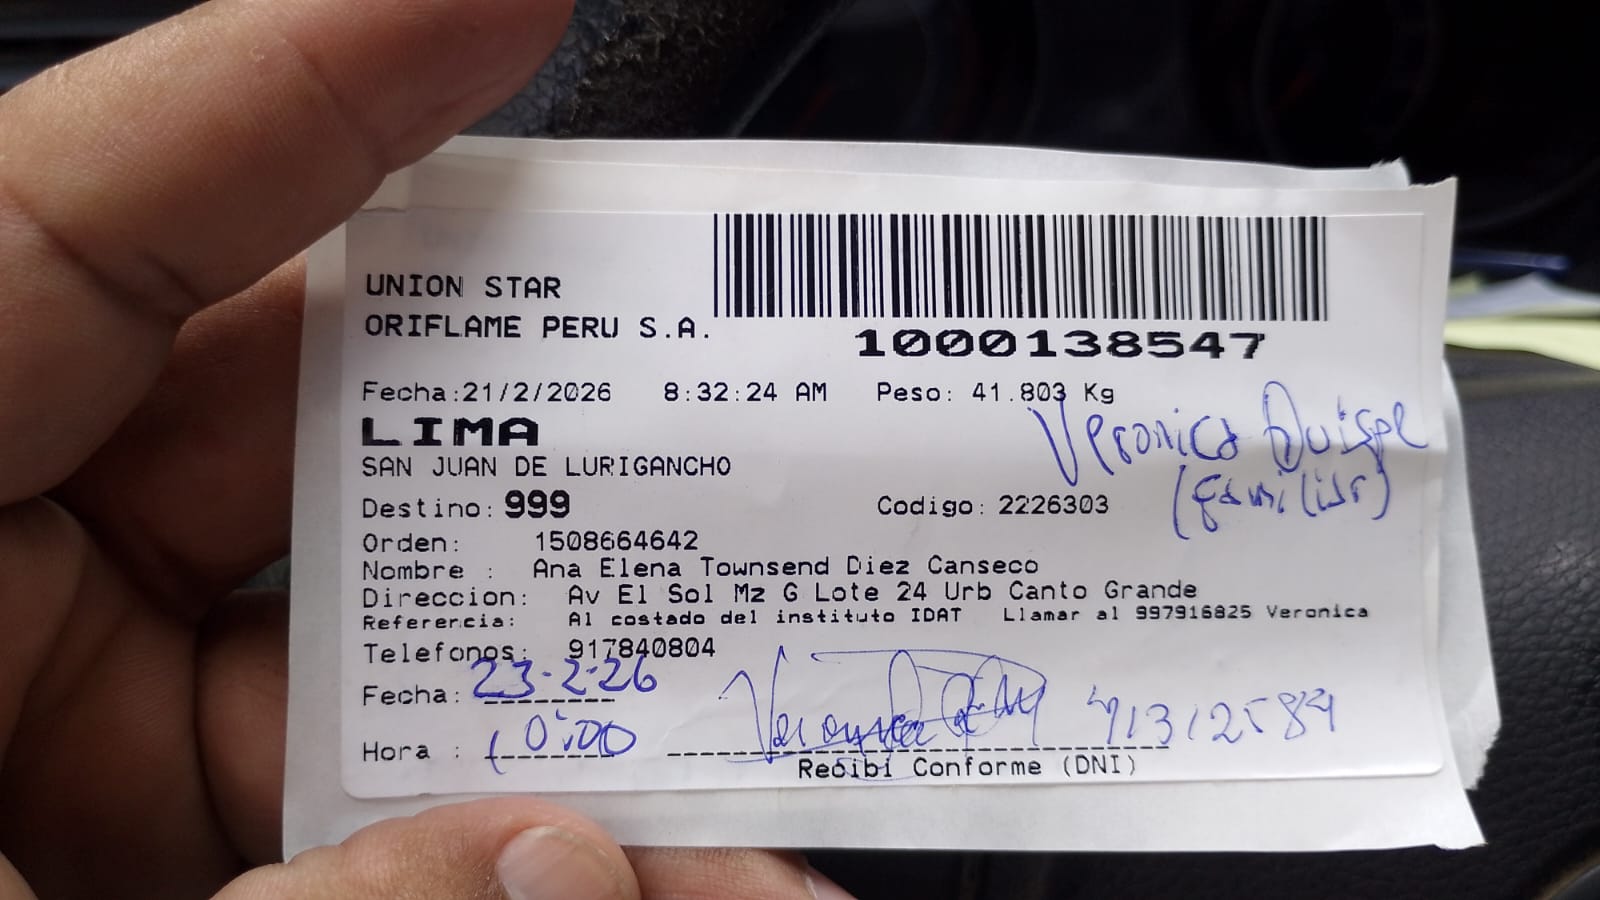 UNION STAR
ORIFLAME PERU S.A.
1000138547
Fecha:21/2/2026 8:32:24 AM Peso: 41.803 Kg
LIMA
Veronica Quispe
SAN JUAN DE LURIGANCHO
(familiar)
Destino: 999 Codigo: 2226303
Orden: 1508664642
Nombre : Ana Elena Townsend Diez Canseco
Direccion: Av El Sol Mz G Lote 24 Urb Canto Grande
Referencia: Al costado del instituto IDAT Llamar al 997916825 Veronica
Telefonos: 917840804
Fecha: 23-2-26
Hora : 10:00
Recibi Conforme (DNI)